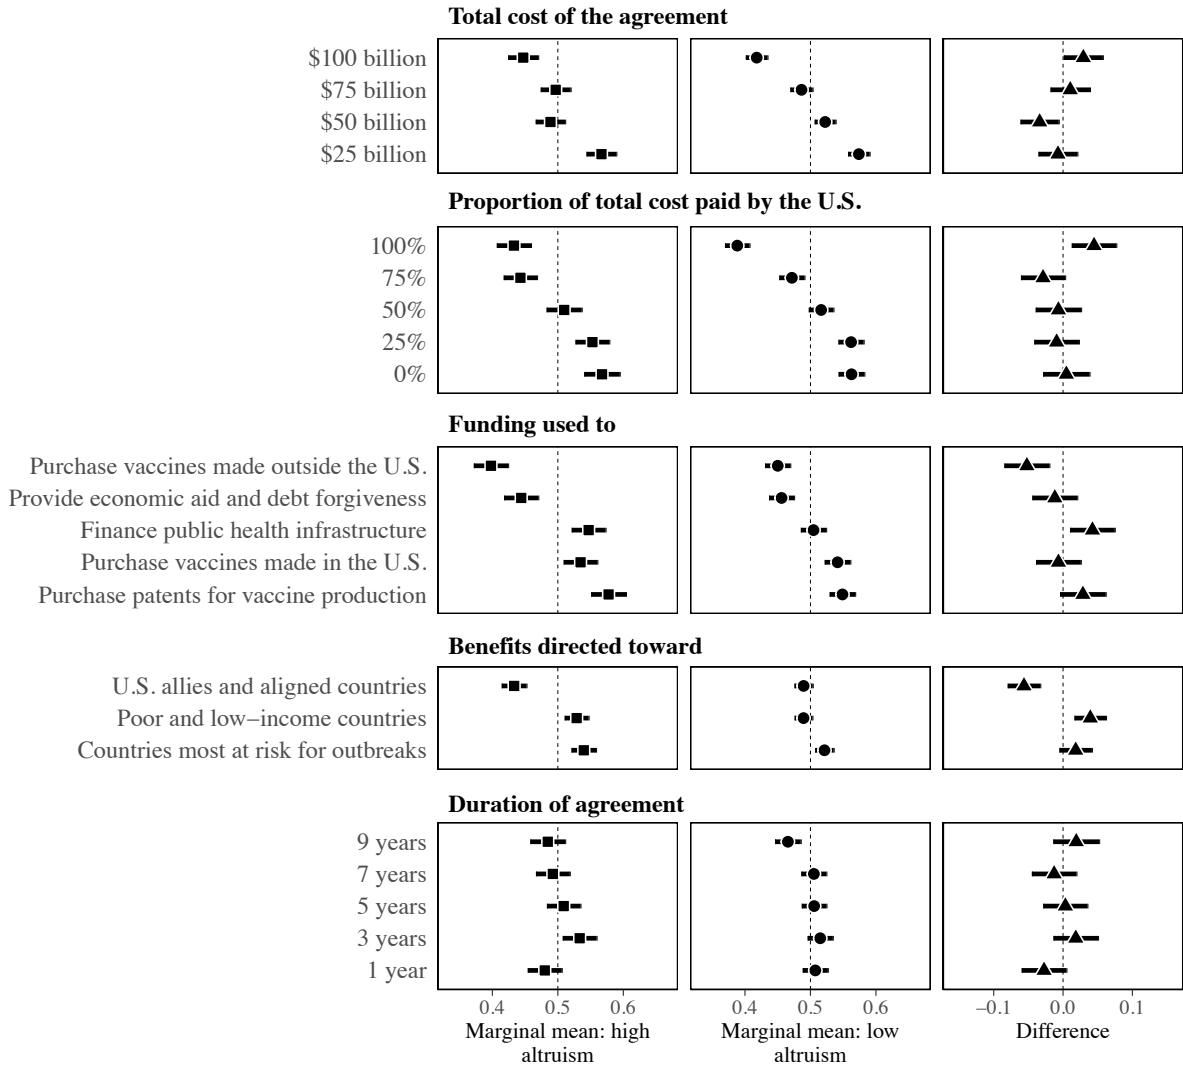 Total cost of the agreement
$100 billion
$75 billion
$50 billion
$25 billion
Proportion of total cost paid by the U.S.
100%
75%
50%
25%
0%
Funding used to
Purchase vaccines made outside the U.S.
Provide economic aid and debt forgiveness
Finance public health infrastructure
Purchase vaccines made in the U.S.
Purchase patents for vaccine production
Benefits directed toward
U.S. allies and aligned countries
Poor and low−income countries
Countries most at risk for outbreaks
Duration of agreement
9 years
7 years
5 years
3 years
1 year
0.4 0.5 0.6 0.4 0.5 0.6 −0.1 0.0 0.1
Marginal mean: high
altruism
Marginal mean: low
altruism
Difference